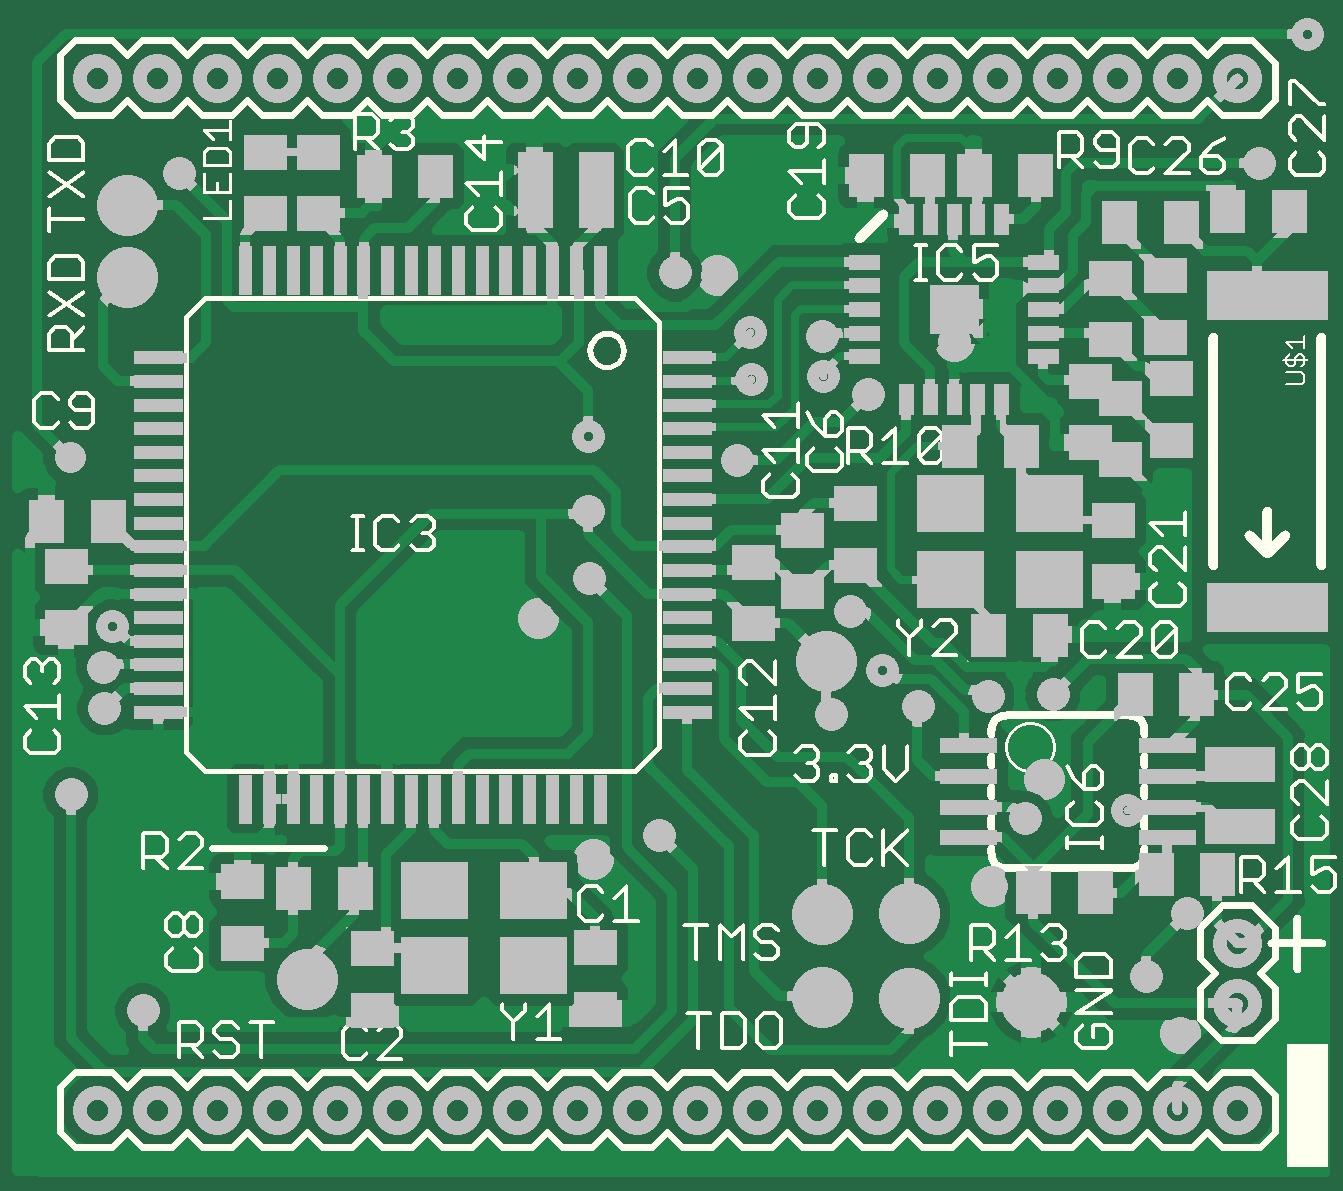 LED1
R3
C14
C10
C5
C19
R9
C26
C27
TXD
RXD
IC5
U$1
C9
C11
C6
R10
IC3
C21
Y2
C20
C13
C12
C25
3.3V
IC6
C28
R2
TCK
R15
C8
C1
TMS
R13
+
TDI
GND
RST
C2
Y1
TDO